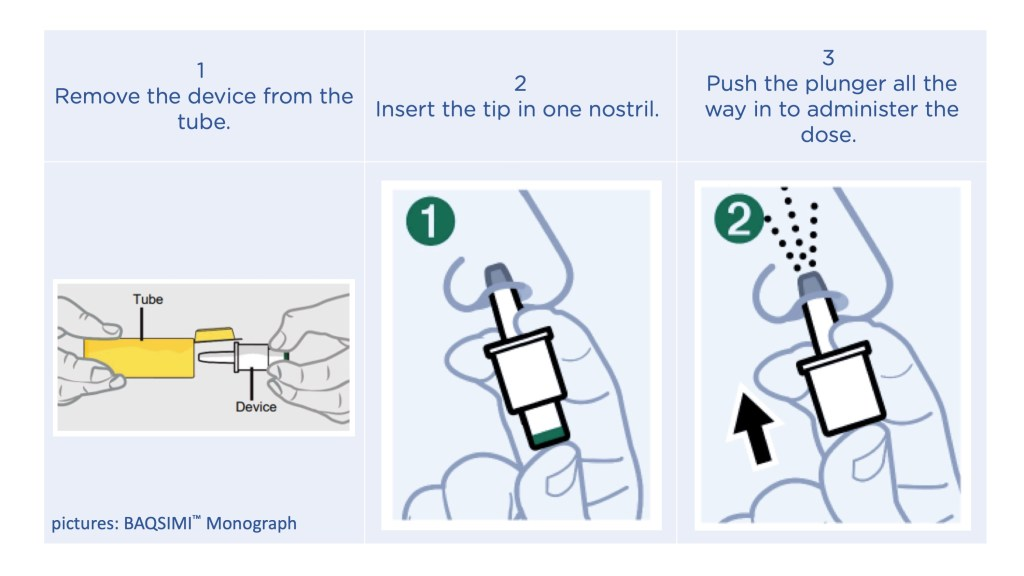 1
Remove the device from the
tube.
2
Insert the tip in one nostril.
3
Push the plunger all the
way in to administer the
dose.
Tube
Device
1
2
pictures: BAQSIMI™ Monograph